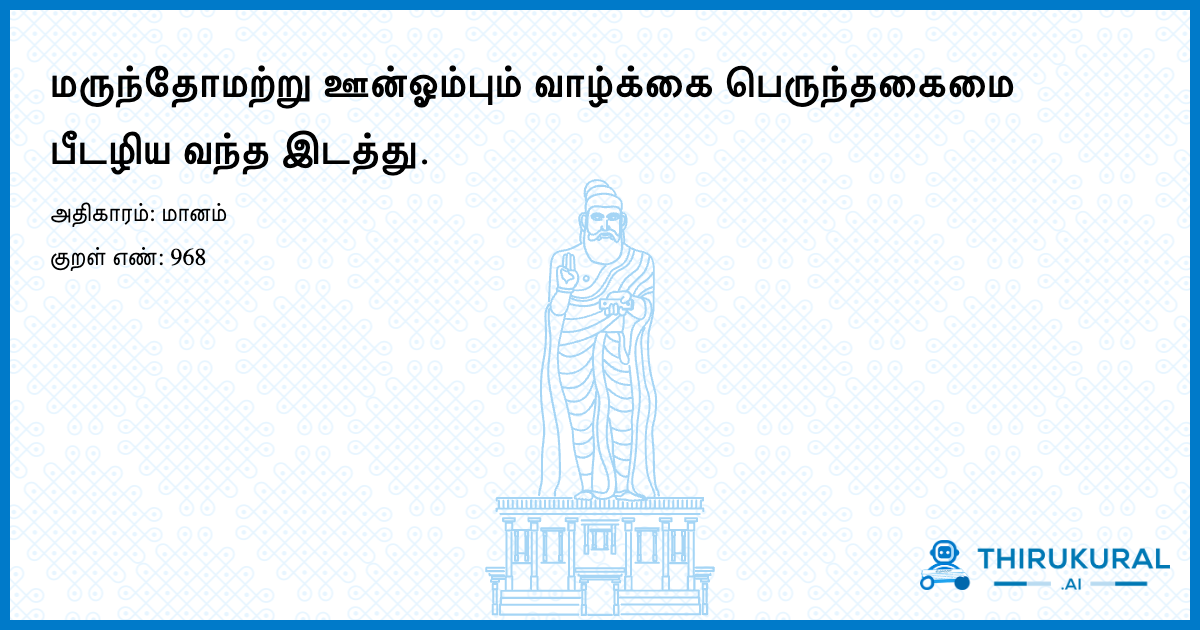 மருந்தோமற்று ஊன்ஓம்பும் வாழ்க்கை பெருந்தகைமை
பீடழிய வந்த இடத்து.
அதிகாரம்: மானம்
குறள் எண்: 968
THIRUKURAL
.AI